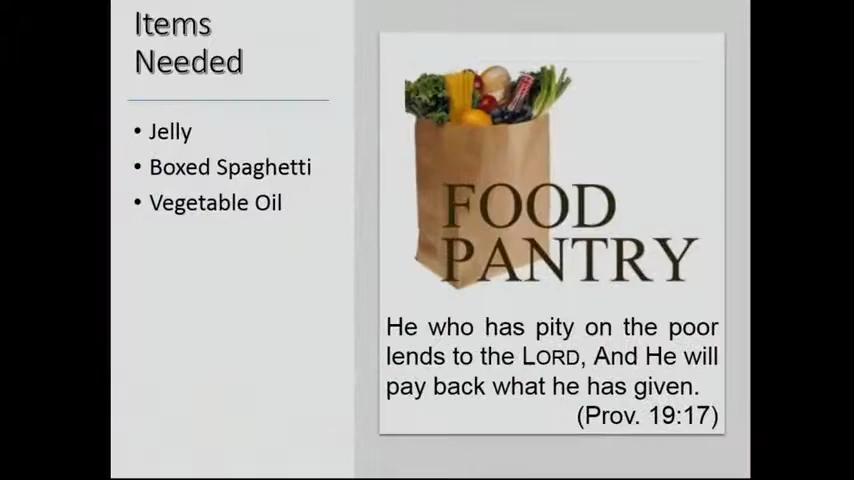 Items
Needed
• Jelly
• Boxed Spaghetti
• Vegetable Oil
FOOD
PANTRY
He who has pity on the poor
lends to the LORD, And He will
pay back what he has given.
(Prov. 19:17)